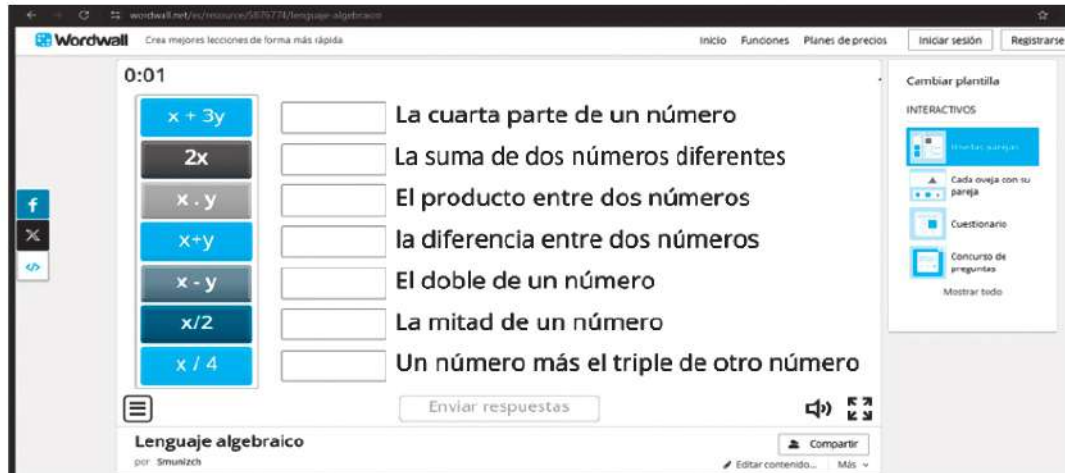 wordwall.net/es/resource/5876774/lenguaje-algebraico
Wordwall Crea mejores lecciones de forma más rápida Inicio Funciones Planes de precios Iniciar sesión Registrarse
0:01
x + 3y La cuarta parte de un número
2x La suma de dos números diferentes
x . y El producto entre dos números
x+y la diferencia entre dos números
x - y El doble de un número
x/2 La mitad de un número
x / 4 Un número más el triple de otro número
Enviar respuestas
Lenguaje algebraico
por Smunizch
Compartir
Editar contenido... Más
Cambiar plantilla
INTERACTIVOS
Cada oveja con su
pareja
Cuestionario
Concurso de
preguntas
Mostrar todo